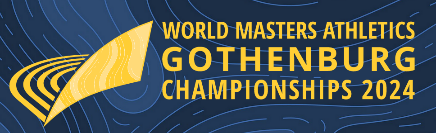 WORLD MASTERS ATHLETICS
GOTHENBURG
CHAMPIONSHIPS 2024